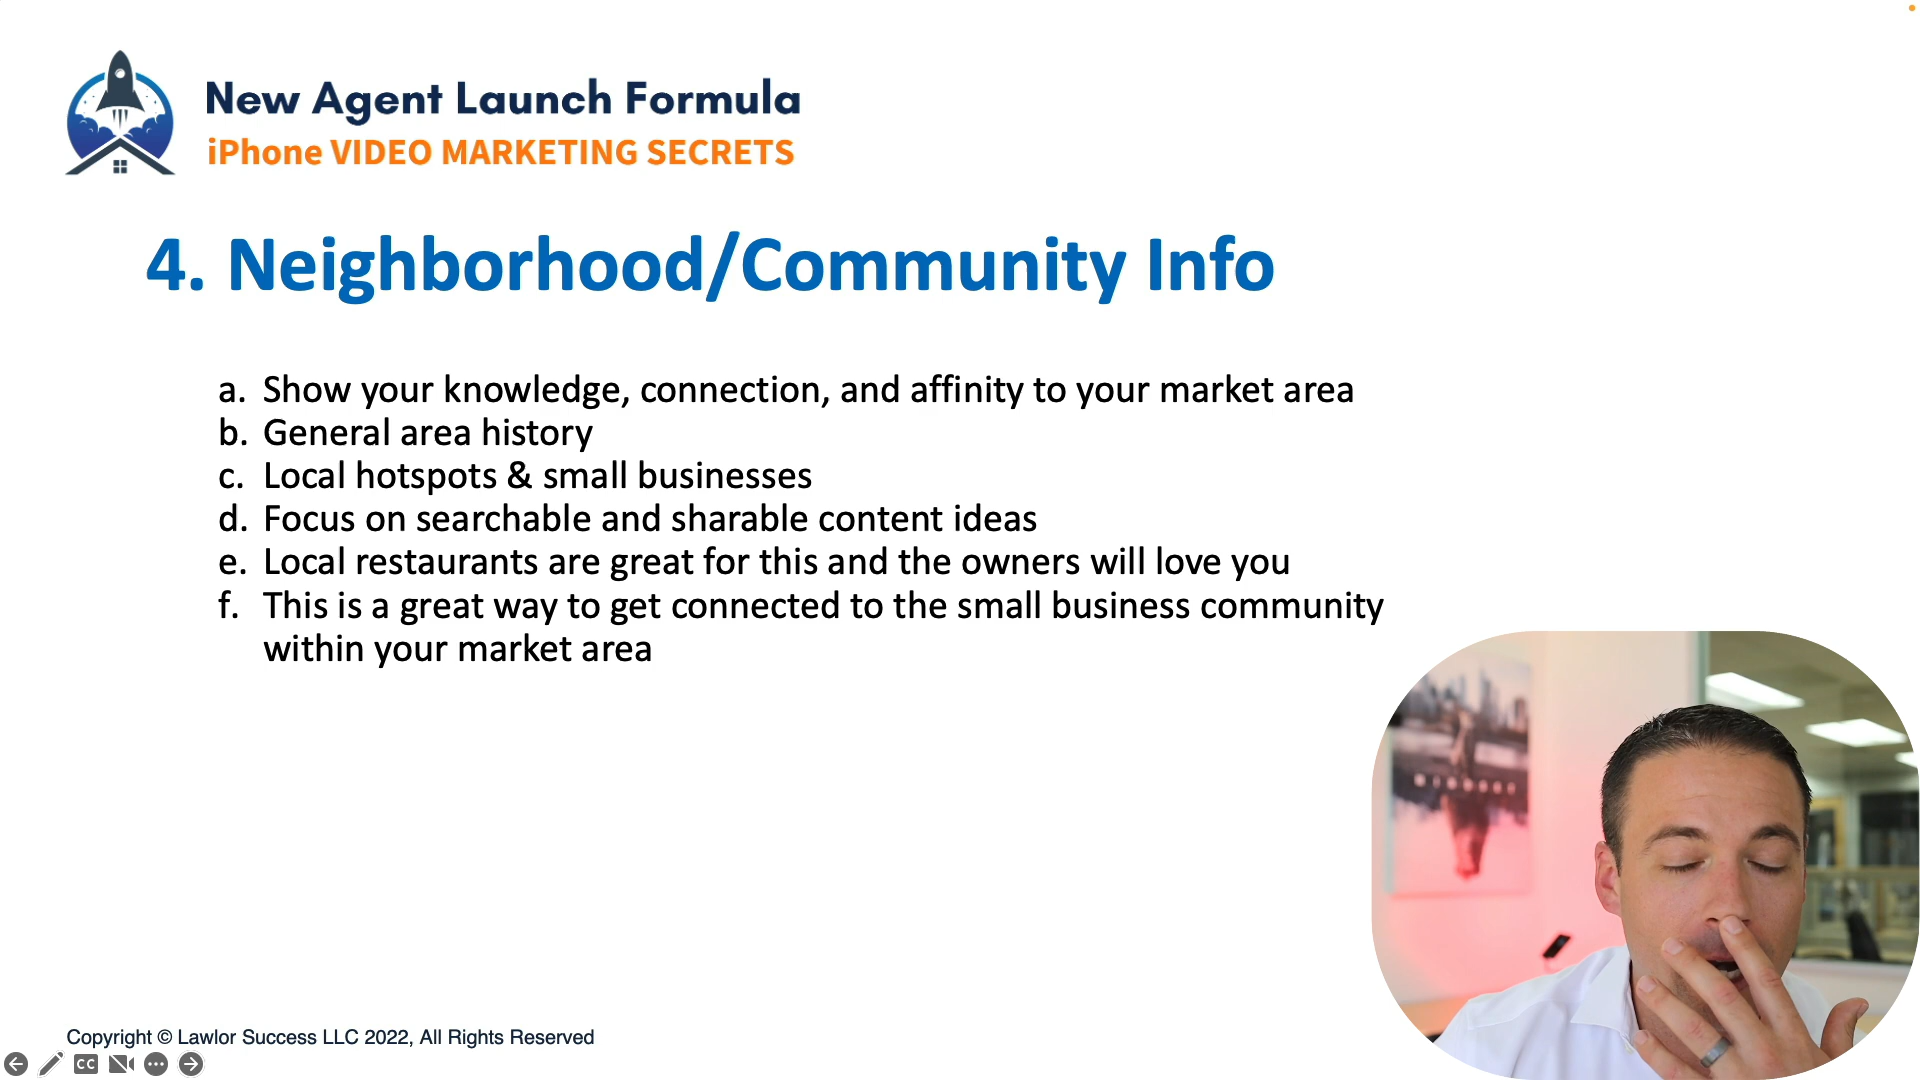 New Agent Launch Formula
iPhone VIDEO MARKETING SECRETS
4. Neighborhood/Community Info
a. Show your knowledge, connection, and affinity to your market area
b. General area history
c. Local hotspots & small businesses
d. Focus on searchable and sharable content ideas
e. Local restaurants are great for this and the owners will love you
f. This is a great way to get connected to the small business community
within your market area
Copyright © Lawlor Success LLC 2022, All Rights Reserved
CC